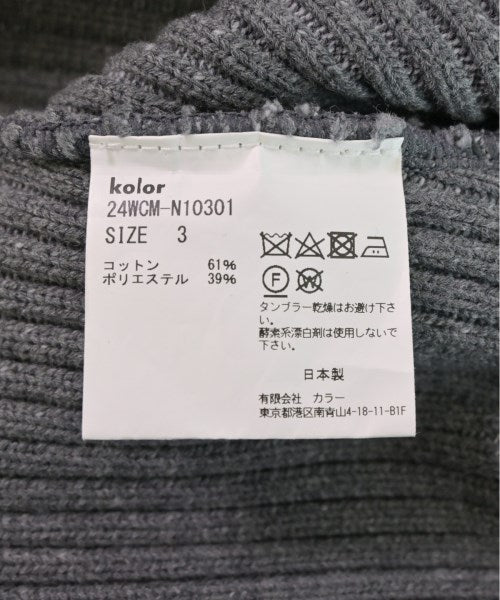 kolor
24WCM-N10301
SIZE 3
コットン 61%
ポリエステル 39%
F
W
タンブラー乾燥はお避け下さ
い。
酵素系漂白剤は使用しないで
下さい。
日本製
有限会社 カラー
東京都港区南青山4-18-11-B1F